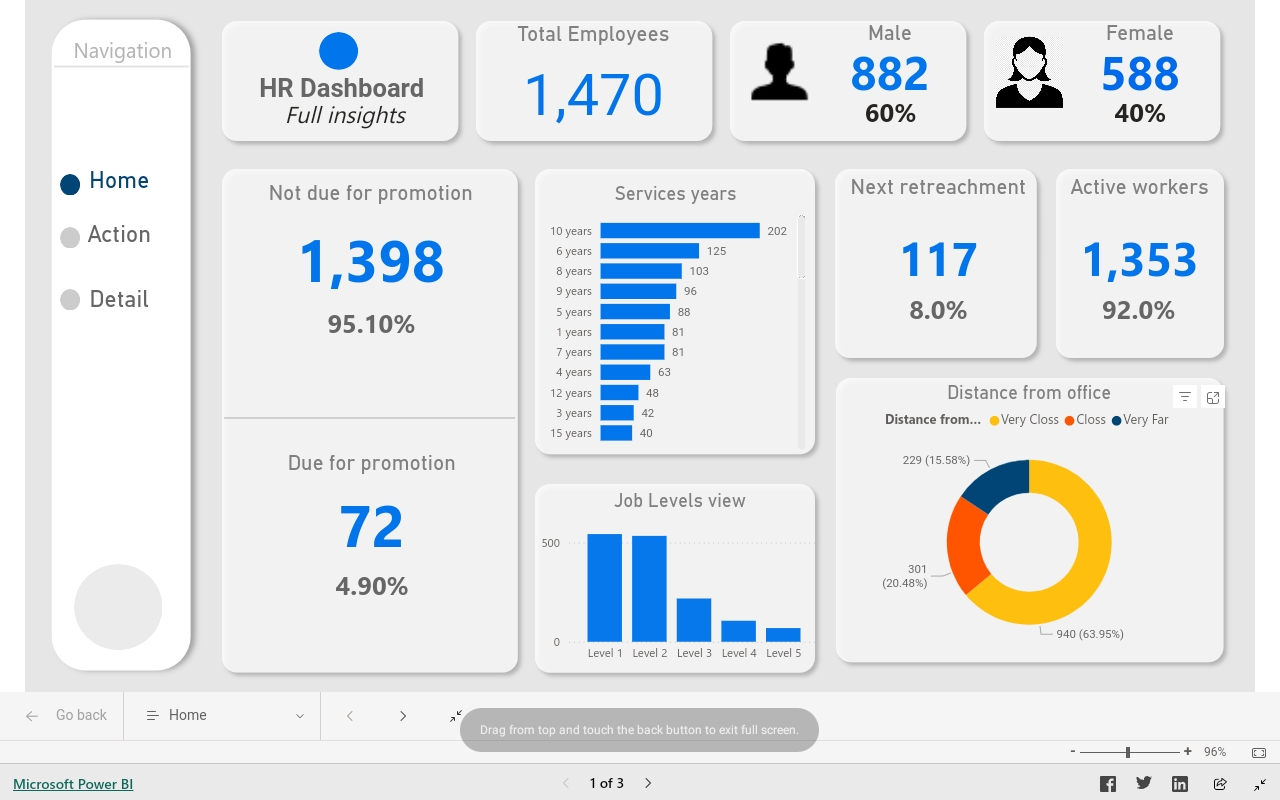 Navigation
Home
Action
Detail
HR Dashboard
Full insights
Total Employees
1,470
Male
882
60%
Female
588
40%
Not due for promotion
1,398
95.10%
Due for promotion
72
4.90%
Services years
10 years 202
6 years 125
8 years 103
9 years 96
5 years 88
1 years 81
7 years 81
4 years 63
12 years 48
3 years 42
15 years 40
Job Levels view
500
0
Level 1 Level 2 Level 3 Level 4 Level 5
Next retreachment
117
8.0%
Active workers
1,353
92.0%
Distance from office
Distance from... Very Closs Closs Very Far
229 (15.58%)
301
(20.48%)
940 (63.95%)
Go back
Home
Drag from top and touch the back button to exit full screen.
- + 96%
Microsoft Power BI
1 of 3